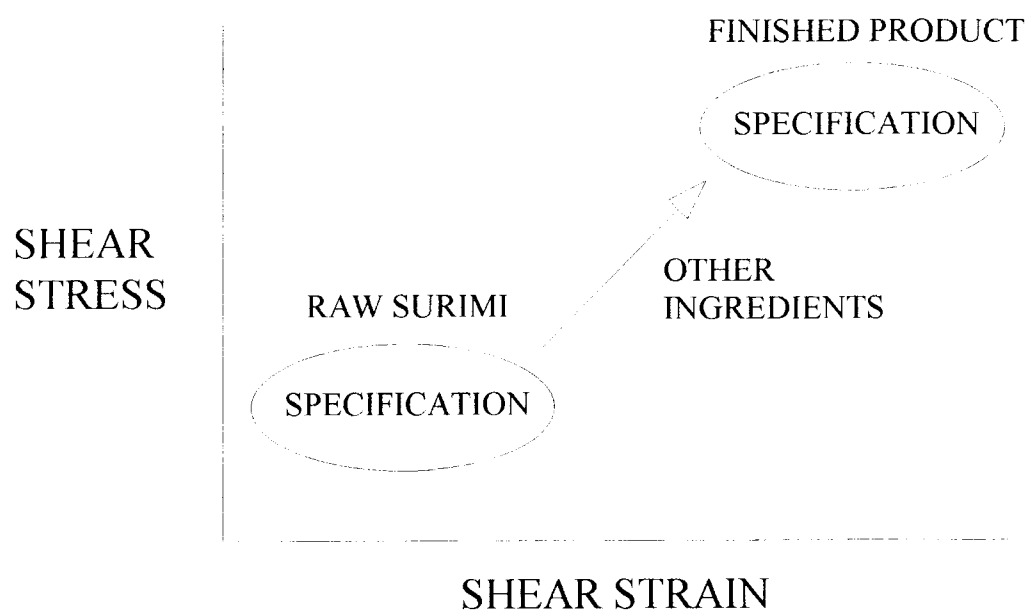 FINISHED PRODUCT
SPECIFICATION
SHEAR
STRESS
OTHER
INGREDIENTS
RAW SURIMI
SPECIFICATION
SHEAR STRAIN